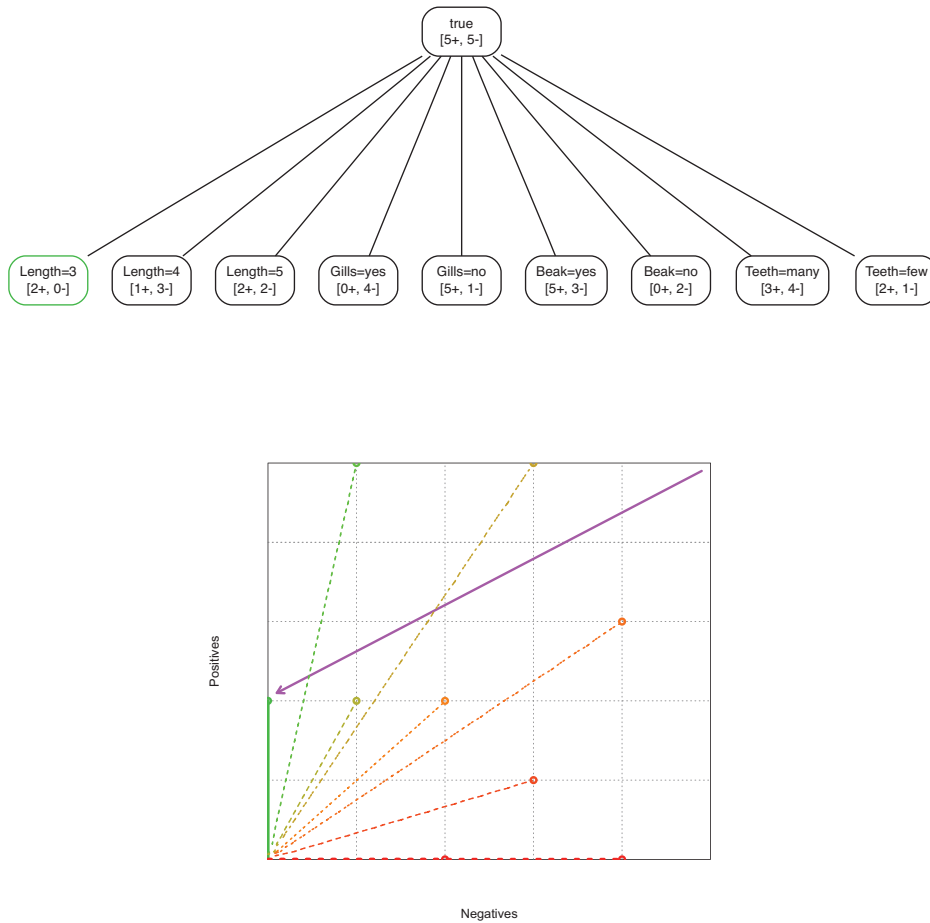 true
[5+, 5-]
Length=3
[2+, 0-]
Length=4
[1+, 3-]
Length=5
[2+, 2-]
Gills=yes
[0+, 4-]
Gills=no
[5+, 1-]
Beak=yes
[5+, 3-]
Beak=no
[0+, 2-]
Teeth=many
[3+, 4-]
Teeth=few
[2+, 1-]
Positives
Negatives